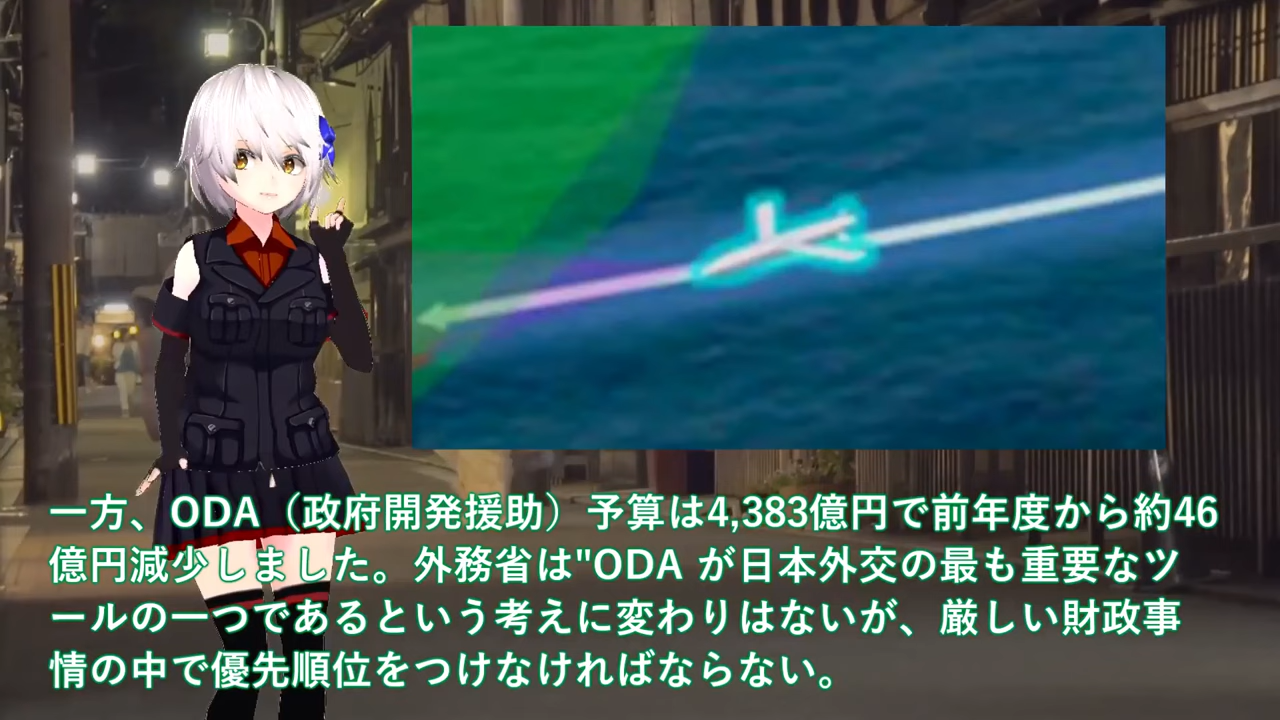 一方、ODA（政府開発援助）予算は4,383億円で前年度から約46
億円減少しました。外務省は"ODA が日本外交の最も重要なツ
ールの一つであるという考えに変わりはないが、厳しい財政事
情の中で優先順位をつけなければならない。